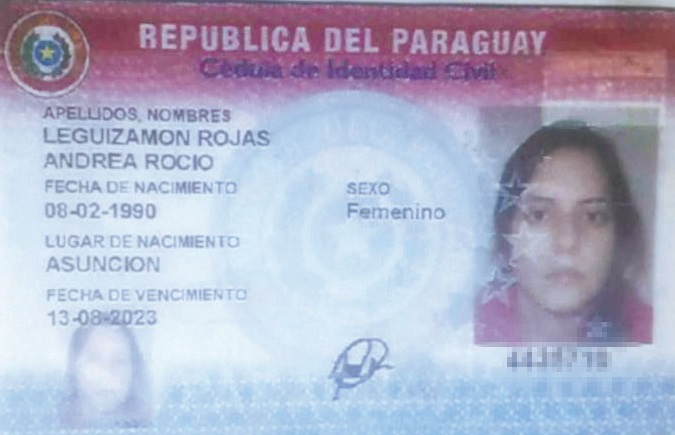 REPUBLICA DEL PARAGUAY
Cédula de Identidad Civil
APELLIDOS, NOMBRES
LEGUIZAMON ROJAS
ANDREA ROCIO
FECHA DE NACIMIENTO
08-02-1990
SEXO
Femenino
LUGAR DE NACIMIENTO
ASUNCION
FECHA DE VENCIMIENTO
13-08-2023